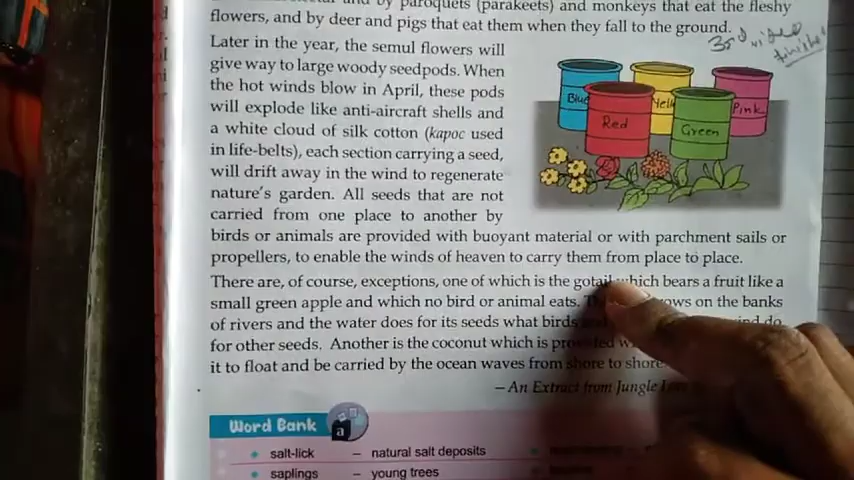 and by paroquets (parakeets) and monkeys that eat the fleshy
flowers, and by deer and pigs that eat them when they fall to the ground.
3rd video
finished
Later in the year, the semul flowers will
give way to large woody seedpods. When
the hot winds blow in April, these pods
will explode like anti-aircraft shells and
a white cloud of silk cotton (kapoc used
in life-belts), each section carrying a seed,
will drift away in the wind to regenerate
nature's garden. All seeds that are not
carried from one place to another by
Blue
Red
Yell
Green
Pink
birds or animals are provided with buoyant material or with parchment sails or
propellers, to enable the winds of heaven to carry them from place to place.
There are, of course, exceptions, one of which is the gotail which bears a fruit like a
small green apple and which no bird or animal eats. ows on the banks
of rivers and the water does for its seeds what birds do
for other seeds. Another is the coconut which is
it to float and be carried by the ocean waves from shore to shore
– An Extract from Jungle
Word Bank
a
salt-lick – natural salt deposits
saplings – young trees